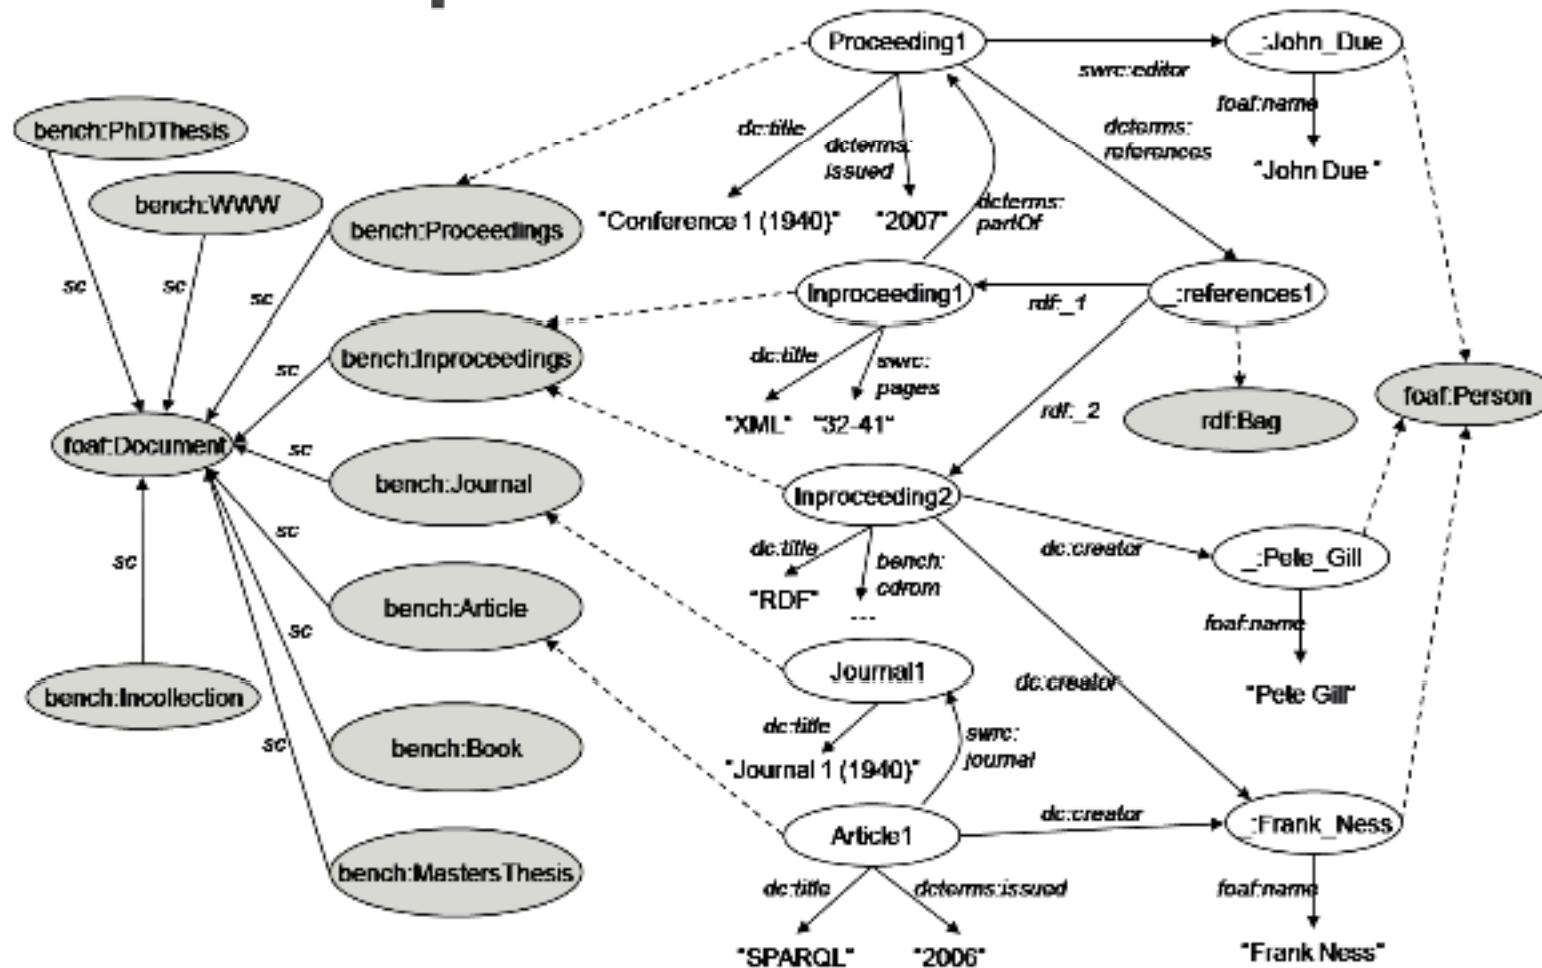 Proceeding1
_:John_Due
swrc:editor
foaf:name
bench:PhDThesis
dc:title
dcterms:
issued
dcterms:
references
"John Due"
bench:WWW
bench:Proceedings
"Conference 1 (1940)"
"2007"
dcterms:
partOf
sc
sc
sc
Inproceeding1
rdf:_1
_:references1
bench:Inproceedings
sc
dc:title
swrc:
pages
foaf:Person
"XML"
"32-41"
rdf:_2
rdf:Bag
foaf:Document
sc
bench:Journal
Inproceeding2
sc
dc:title
bench:
cdrom
dc:creator
_:Pete_Gill
sc
"RDF"
...
bench:Article
foaf:name
sc
Journal1
dc:creator
bench:Incollection
"Pete Gill"
dc:title
swrc:
journal
sc
bench:Book
"Journal 1 (1940)"
Article1
dc:creator
_:Frank_Ness
bench:MastersThesis
dc:title
dcterms:issued
foaf:name
"SPARQL"
"2006"
"Frank Ness"